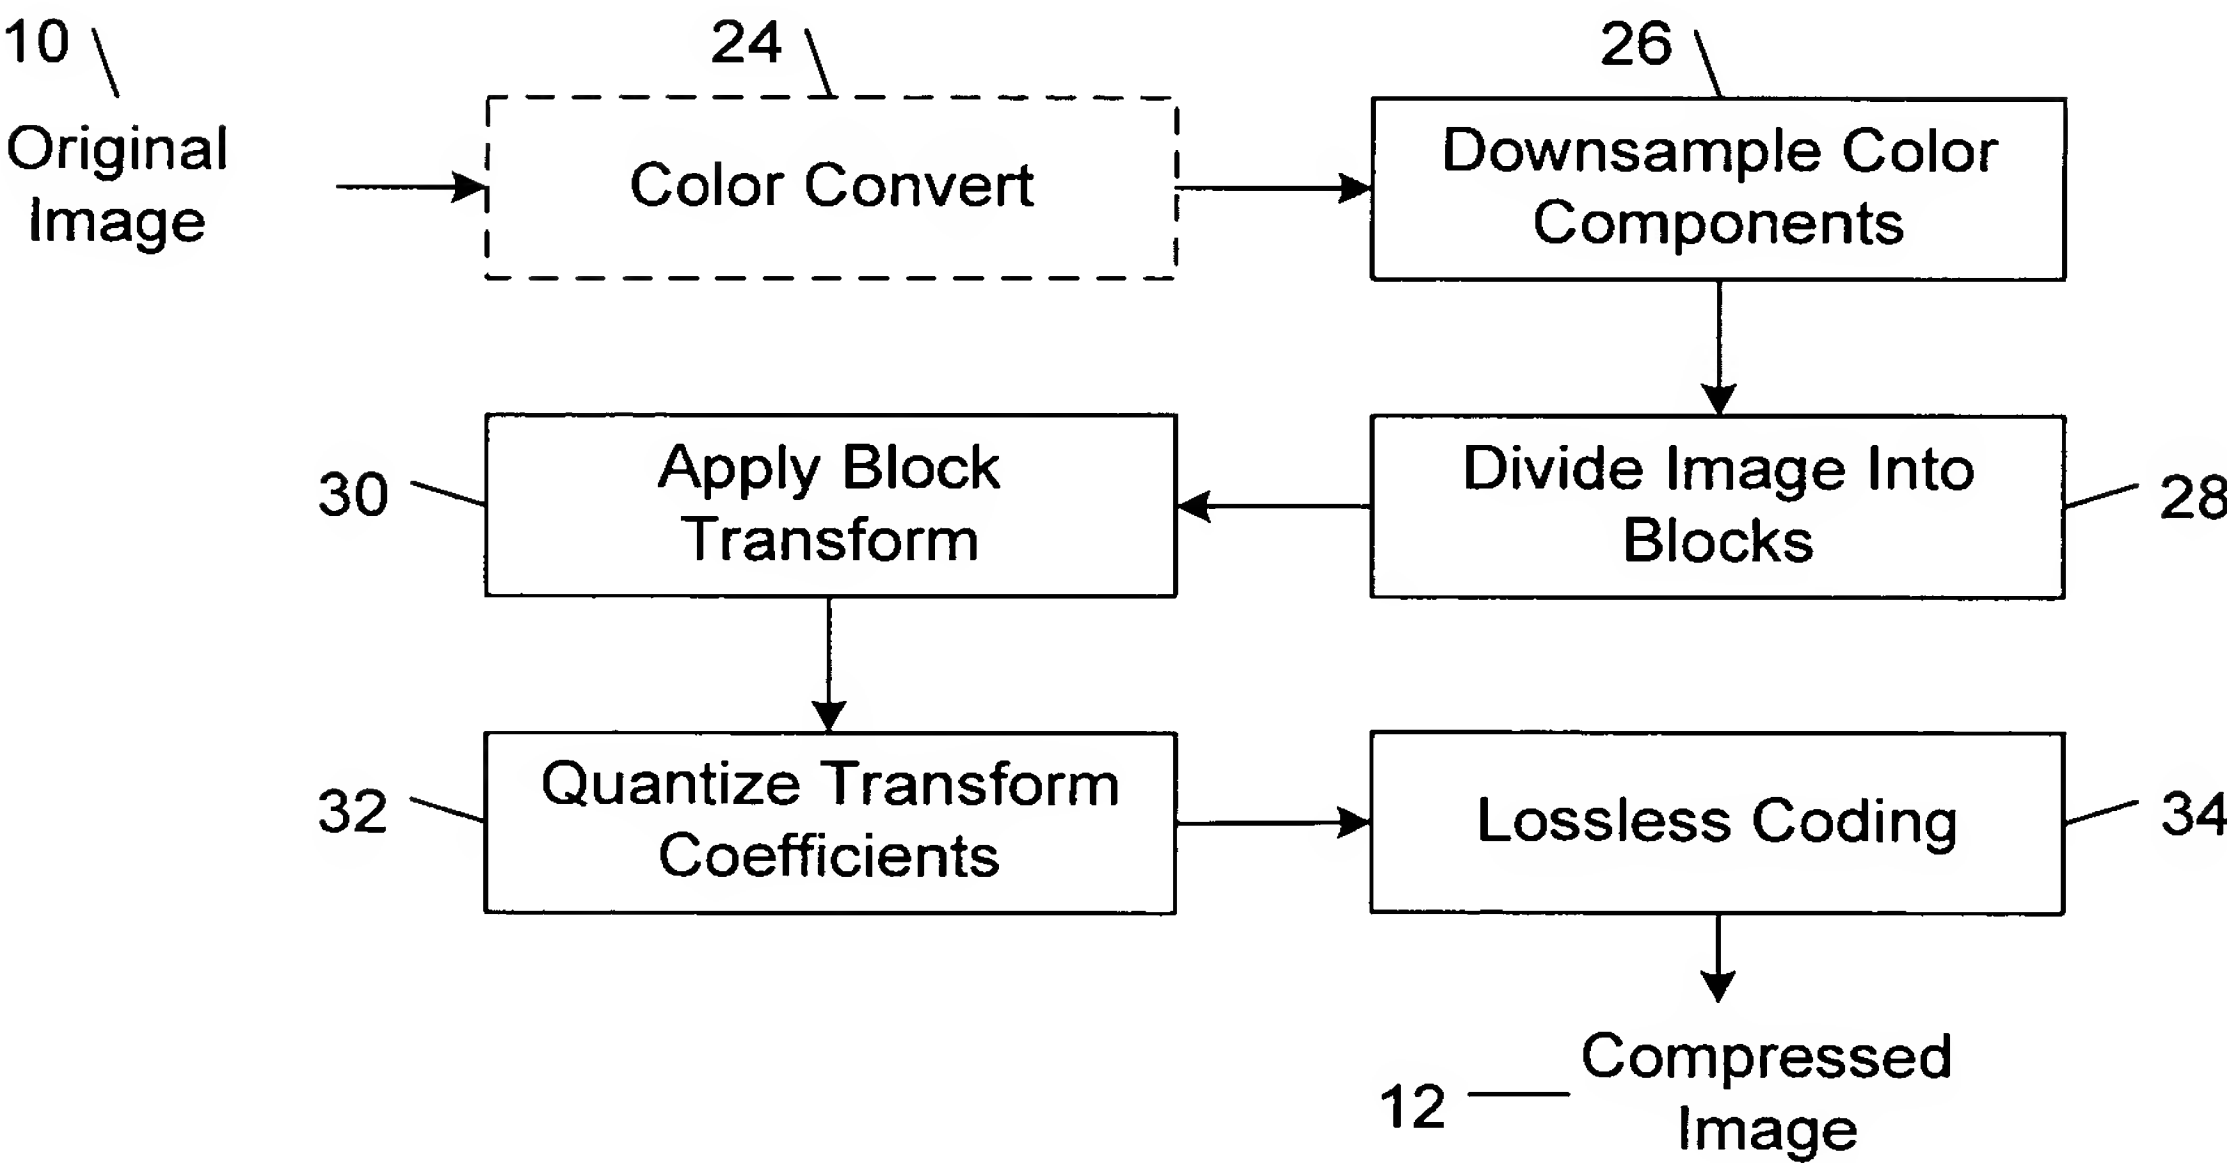 10
Original
Image
24
Color Convert
26
Downsample Color
Components
30
Apply Block
Transform
Divide Image Into
Blocks
28
32
Quantize Transform
Coefficients
Lossless Coding
34
12
Compressed
Image